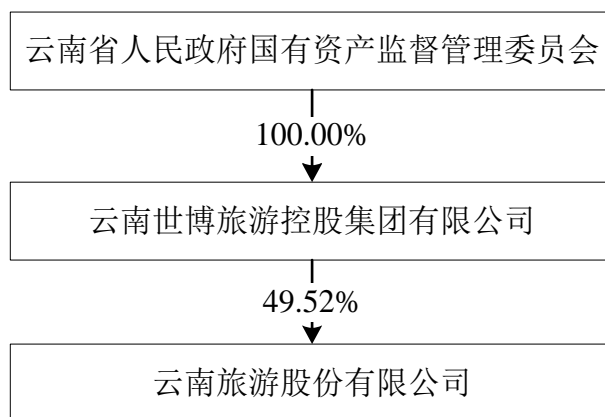 云南省人民政府国有资产监督管理委员会
100.00%
云南世博旅游控股集团有限公司
49.52%
云南旅游股份有限公司